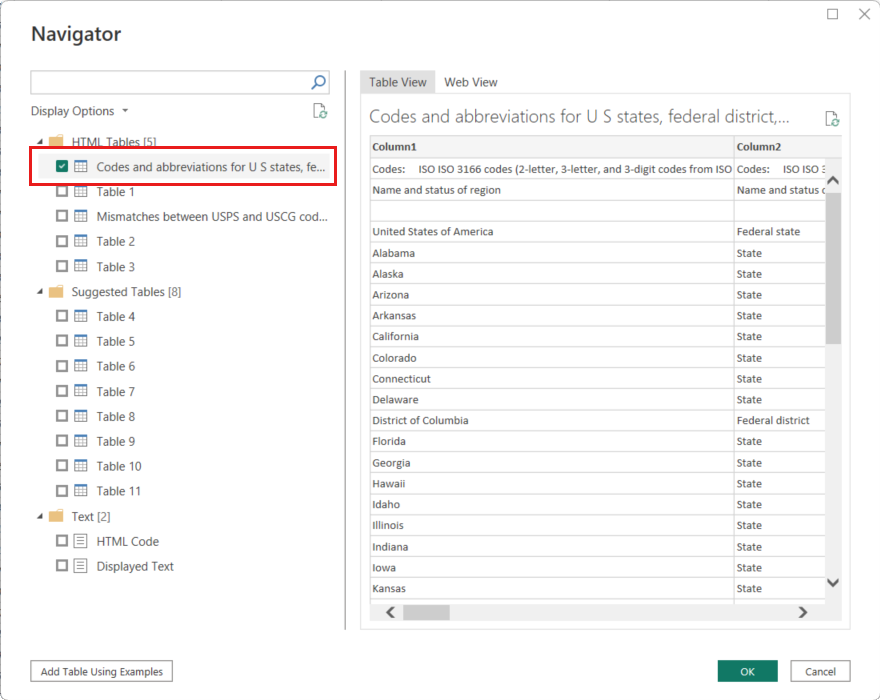 Navigator
Display Options
HTML Tables [5]
Codes and abbreviations for U S states, fe...
Table 1
Mismatches between USPS and USCG cod...
Table 2
Table 3
Suggested Tables [8]
Table 4
Table 5
Table 6
Table 7
Table 8
Table 9
Table 10
Table 11
Text [2]
HTML Code
Displayed Text
Add Table Using Examples
Table View Web View
Codes and abbreviations for U S states, federal district,...
Column1 Column2
Codes: ISO ISO 3166 codes (2-letter, 3-letter, and 3-digit codes from ISO Codes: ISO ISO 3
Name and status of region Name and status
United States of America Federal state
Alabama State
Alaska State
Arizona State
Arkansas State
California State
Colorado State
Connecticut State
Delaware State
District of Columbia Federal district
Florida State
Georgia State
Hawaii State
Idaho State
Illinois State
Indiana State
Iowa State
Kansas State
OK Cancel